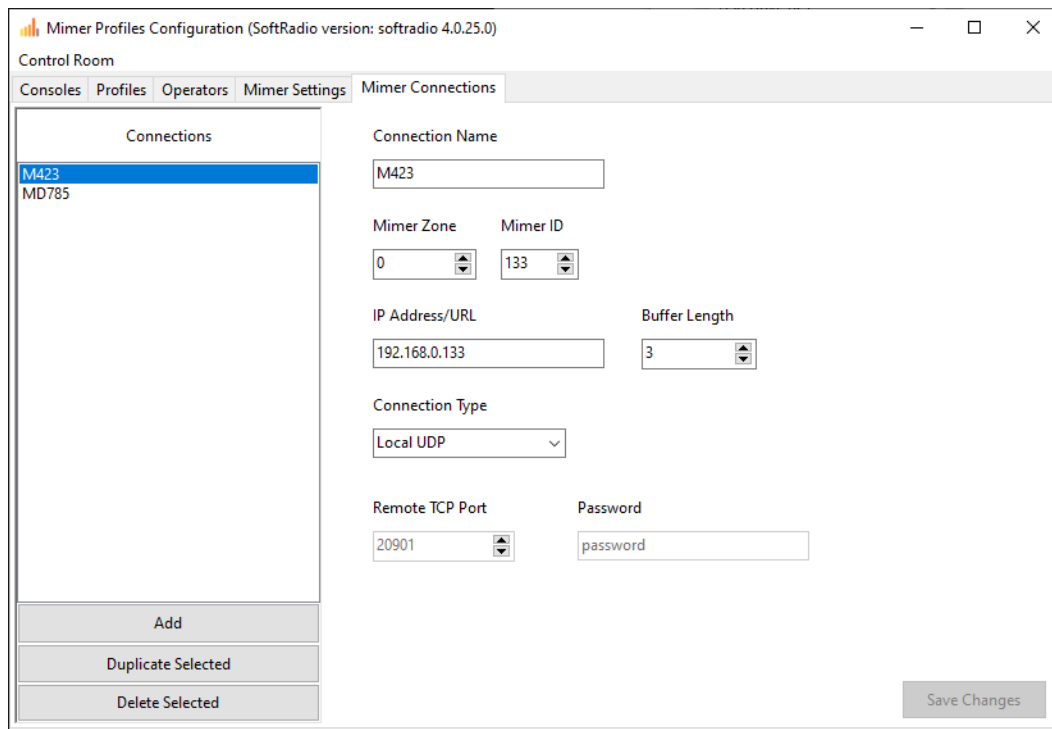 Mimer Profiles Configuration (SoftRadio version: softradio 4.0.25.0)
Control Room
Consoles Profiles Operators Mimer Settings Mimer Connections
Connections
M423
MD785
Add
Duplicate Selected
Delete Selected
Connection Name
M423
Mimer Zone Mimer ID
0 133
IP Address/URL Buffer Length
192.168.0.133 3
Connection Type
Local UDP
Remote TCP Port Password
20901 password
Save Changes